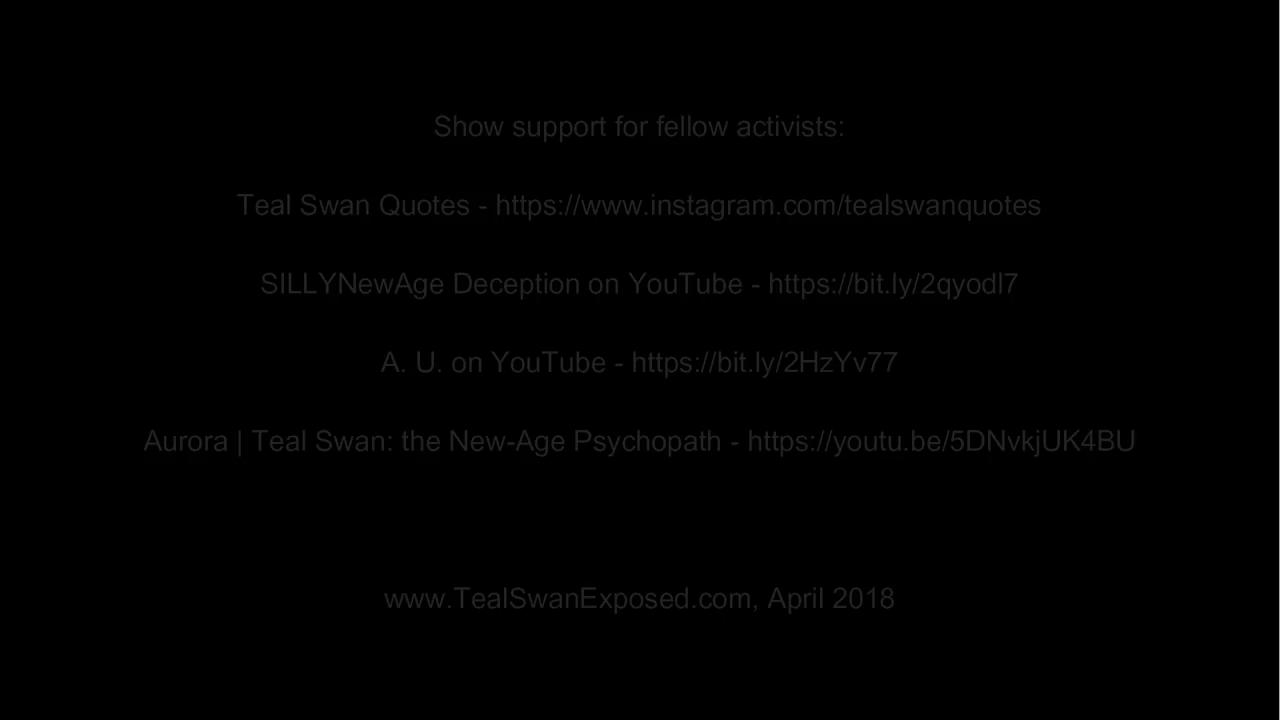 Show support for fellow activists:
Teal Swan Quotes - https://www.instagram.com/tealswanquotes
SILLYNewAge Deception on YouTube - https://bit.ly/2qyodl7
A. U. on YouTube - https://bit.ly/2HzYv77
Aurora | Teal Swan: the New-Age Psychopath - https://youtu.be/5DNvkjUK4BU
www.TealSwanExposed.com, April 2018